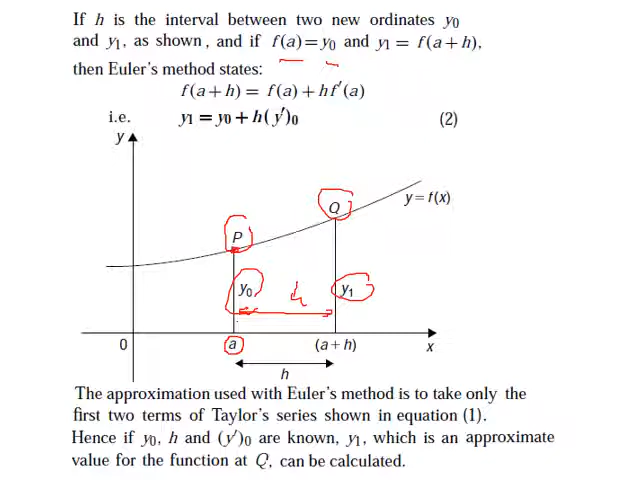 If h is the interval between two new ordinates y0
and y1, as shown, and if f(a)=y0 and y1 = f(a+h),
then Euler's method states:
f(a+h) = f(a)+hf′(a)
i.e. y1 = y0 + h(y′)0 (2)
y
Q
y=f(x)
P
y0 h y1
0 a (a+h) x
h
The approximation used with Euler's method is to take only the
first two terms of Taylor's series shown in equation (1).
Hence if y0, h and (y′)0 are known, y1, which is an approximate
value for the function at Q, can be calculated.